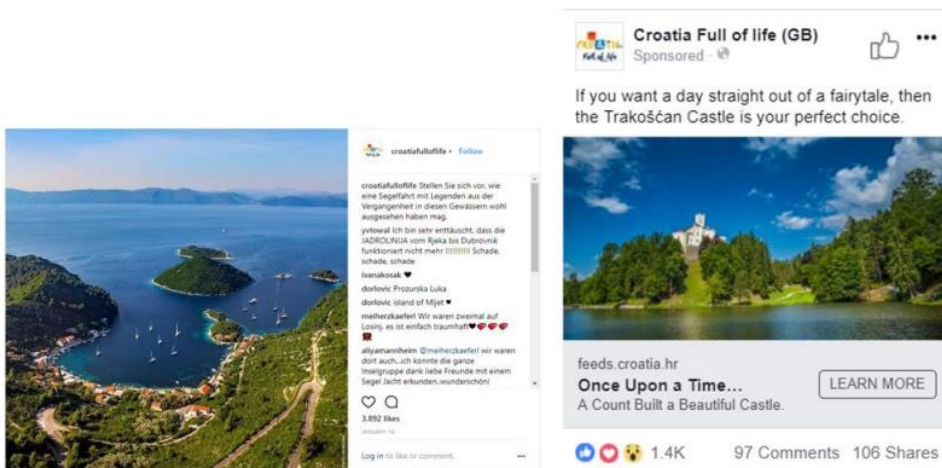 croatiafulloflife • Follow
croatiafulloflife Stellen Sie sich vor, wie
eine Segelfahrt mit Legenden aus der
Vergangenheit in diesen Gewässern wohl
ausgesehen haben mag.
yvtowal Ich bin sehr enttäuscht, dass die
JADROLINIJA vom Rjeka bis Dubrovnik
funktioniert nicht mehr !!!!!!!!!! Schade,
schade, schade
ivanakosak ♥
dorlovic Prozurska Luka
dorlovic island of Mljet ♥
meiherzkaeferl Wir waren zweimal auf
Losinj, es ist einfach traumhaft♥
aliyamannheim @meiherzkaeferl wir waren
dort auch..ich konnte die ganze
Inselgruppe dank liebe Freunde mit einem
Segel Jacht erkunden..wunderschön!
3.892 likes
JANUARY 16
Log in to like or comment.
Croatia Full of life (GB)
Sponsored ·
If you want a day straight out of a fairytale, then
the Trakošćan Castle is your perfect choice.
feeds.croatia.hr
Once Upon a Time...
A Count Built a Beautiful Castle.
LEARN MORE
1.4K 97 Comments 106 Shares